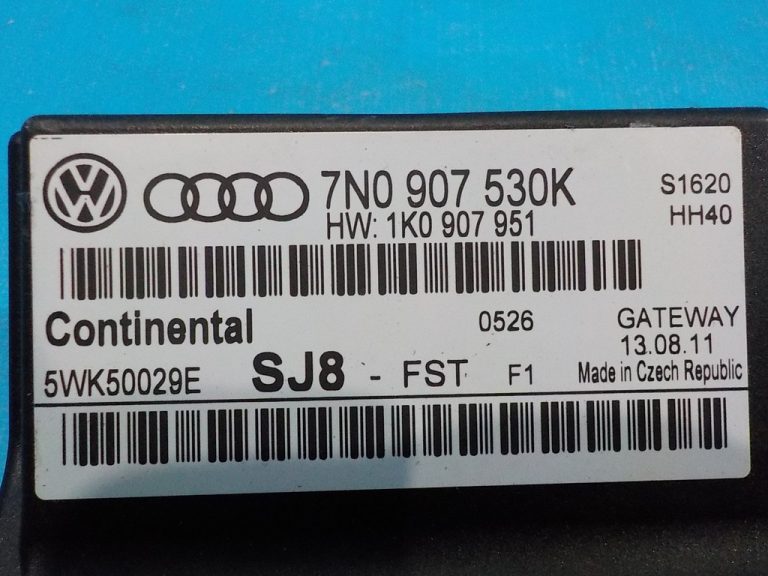 7N0 907 530K S1620
HW: 1K0 907 951 HH40
Continental 0526 GATEWAY
13.08.11
5WK50029E SJ8 - FST F1 Made in Czech Republic